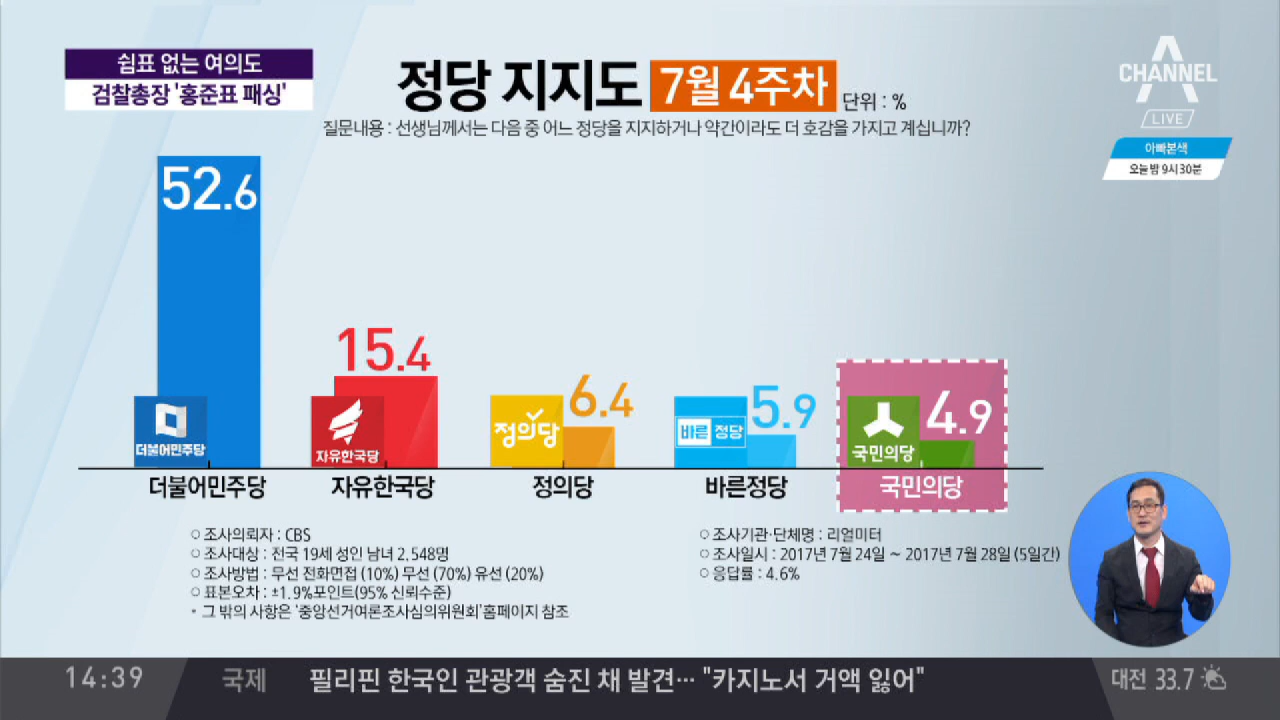 쉼표 없는 여의도
검찰총장 '홍준표 패싱'
정당 지지도 7월 4주차 단위 : %
질문내용 : 선생님께서는 다음 중 어느 정당을 지지하거나 약간이라도 더 호감을 가지고 계십니까?
CHANNEL A
LIVE
아빠본색
오늘 밤 9시 30분
52.6
15.4
6.4
5.9
4.9
더불어민주당
자유한국당
정의당
바른정당
국민의당
더불어민주당
자유한국당
정의당
바른정당
국민의당
○ 조사의뢰자 : CBS
○ 조사대상 : 전국 19세 성인 남녀 2,548명
○ 조사방법 : 무선 전화면접 (10%) 무선 (70%) 유선 (20%)
○ 표본오차 : ±1.9%포인트(95% 신뢰수준)
* 그 밖의 사항은 '중앙선거여론조사심의위원회' 홈페이지 참조
○ 조사기관·단체명 : 리얼미터
○ 조사일시 : 2017년 7월 24일 ~ 2017년 7월 28일 (5일간)
○ 응답률 : 4.6%
14:39 국제 필리핀 한국인 관광객 숨진 채 발견… "카지노서 거액 잃어" 대전 33.7